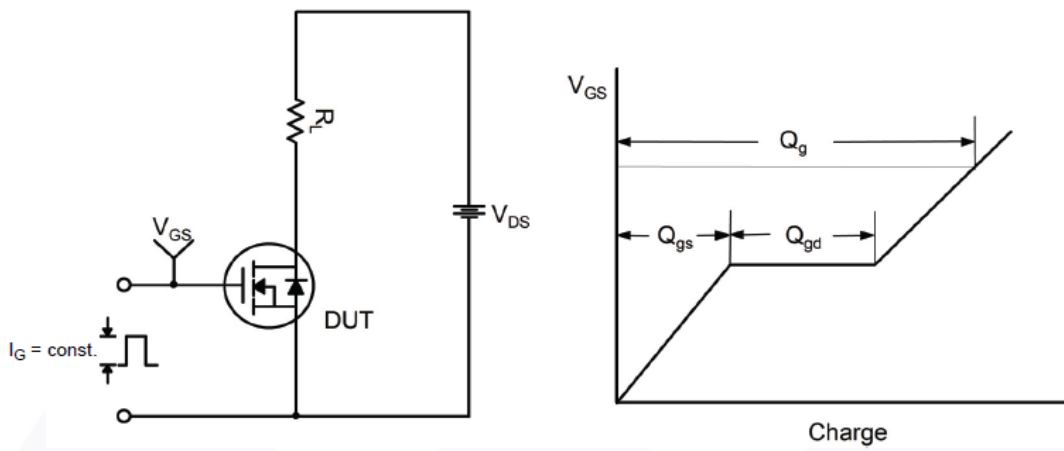 R_L
V_GS
V_DS
DUT
I_G = const.
V_GS
Q_g
Q_gs
Q_gd
Charge